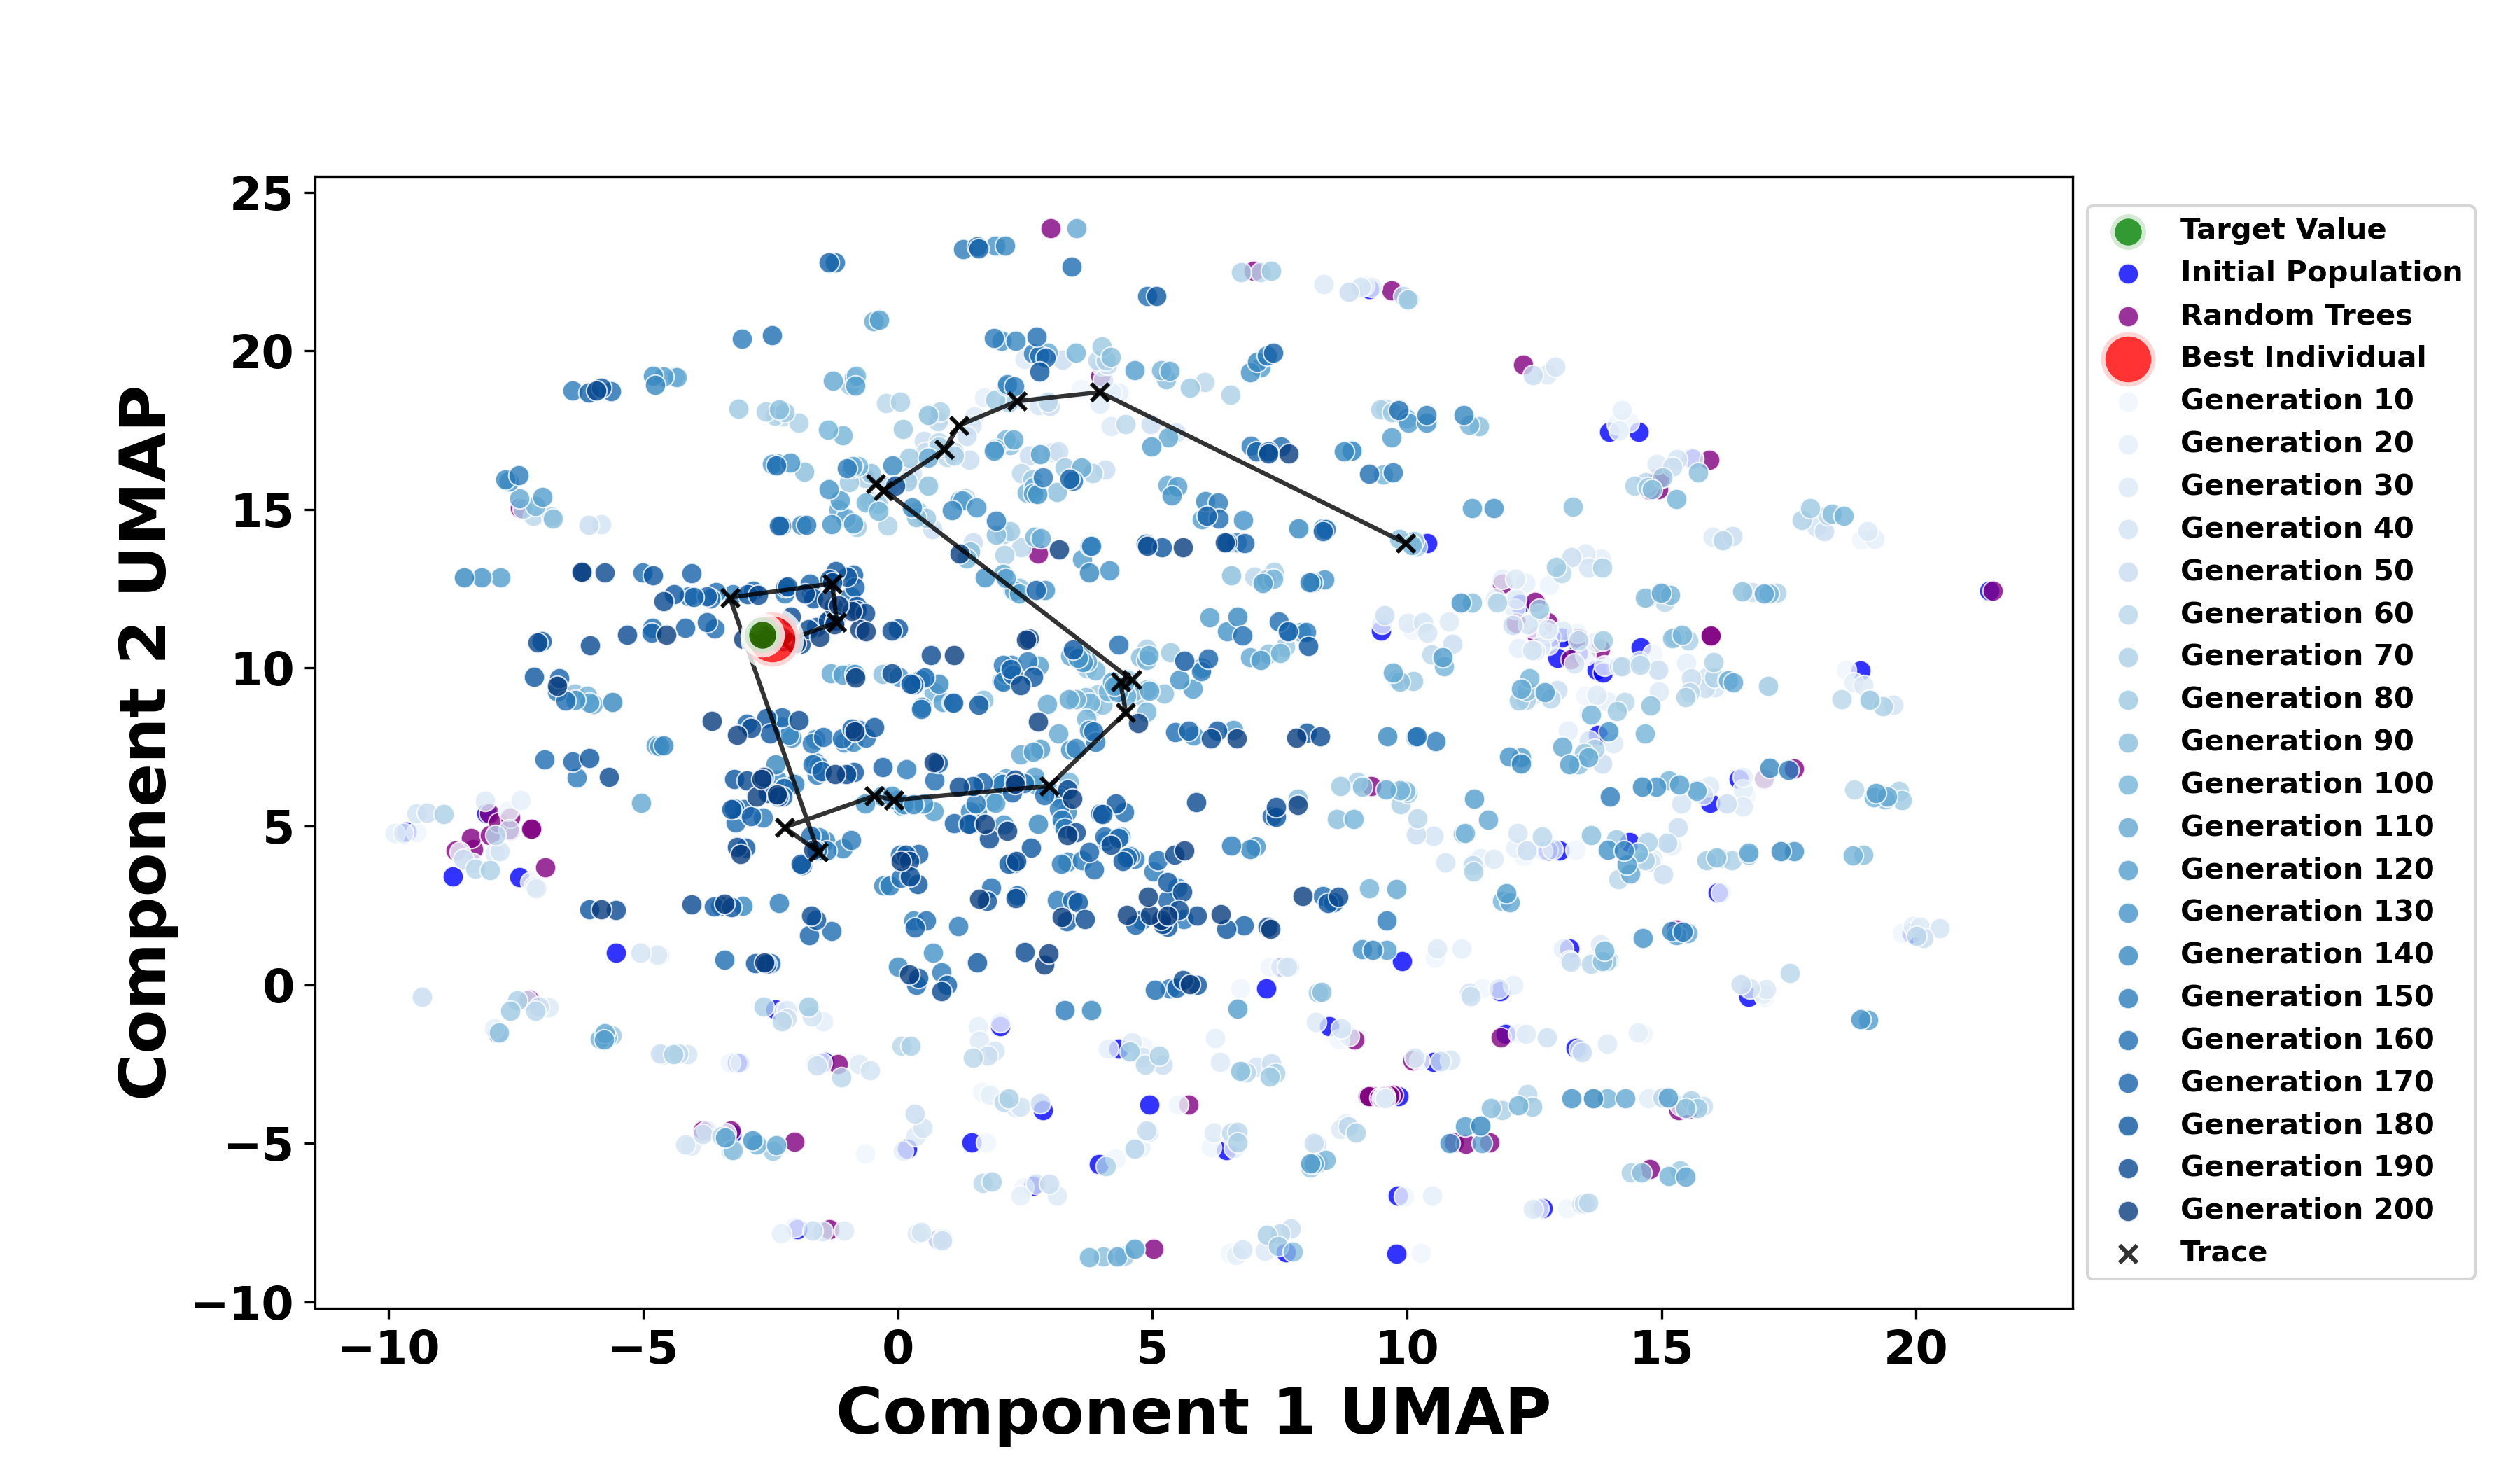 Component 2 UMAP
25
20
15
10
5
0
−5
−10
−10
−5
0
5
10
15
20
Component 1 UMAP
Target Value
Initial Population
Random Trees
Best Individual
Generation 10
Generation 20
Generation 30
Generation 40
Generation 50
Generation 60
Generation 70
Generation 80
Generation 90
Generation 100
Generation 110
Generation 120
Generation 130
Generation 140
Generation 150
Generation 160
Generation 170
Generation 180
Generation 190
Generation 200
Trace